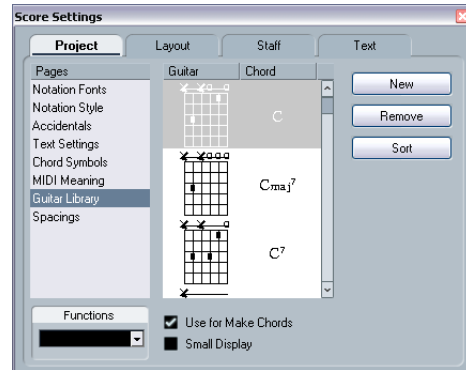 Score Settings
Project Layout Staff Text
Pages Guitar Chord
Notation Fonts
Notation Style
Accidentals
Text Settings
Chord Symbols
MIDI Meaning
Guitar Library
Spacings
C
Cmaj7
C7
New
Remove
Sort
Functions
Use for Make Chords
Small Display